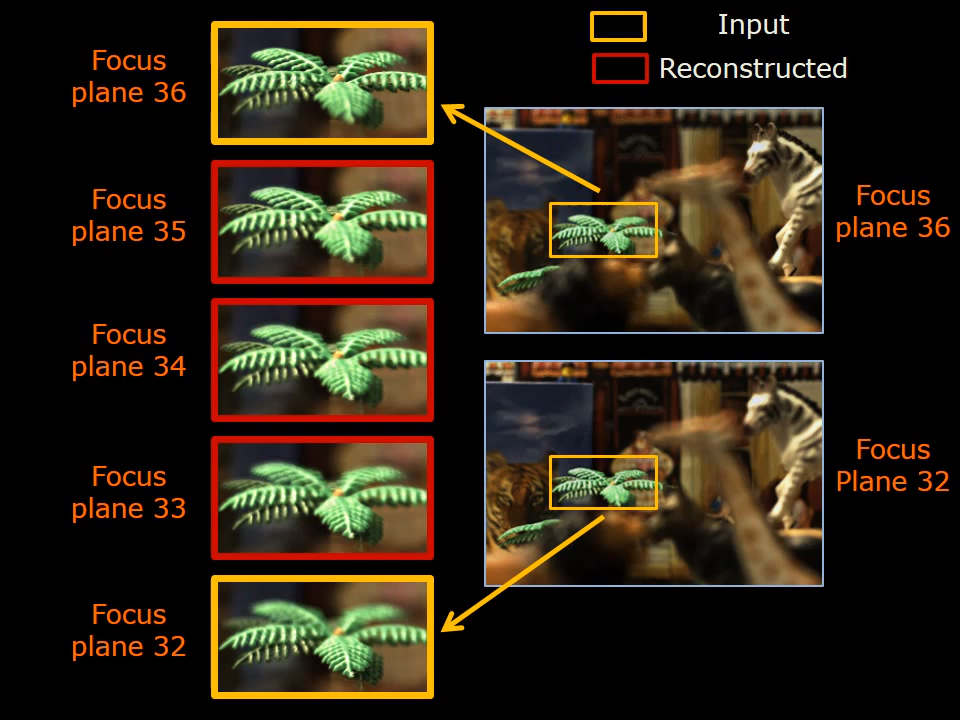 Input
Reconstructed
Focus
plane 36
Focus
plane 35
Focus
plane 34
Focus
plane 33
Focus
plane 32
Focus
plane 36
Focus
Plane 32